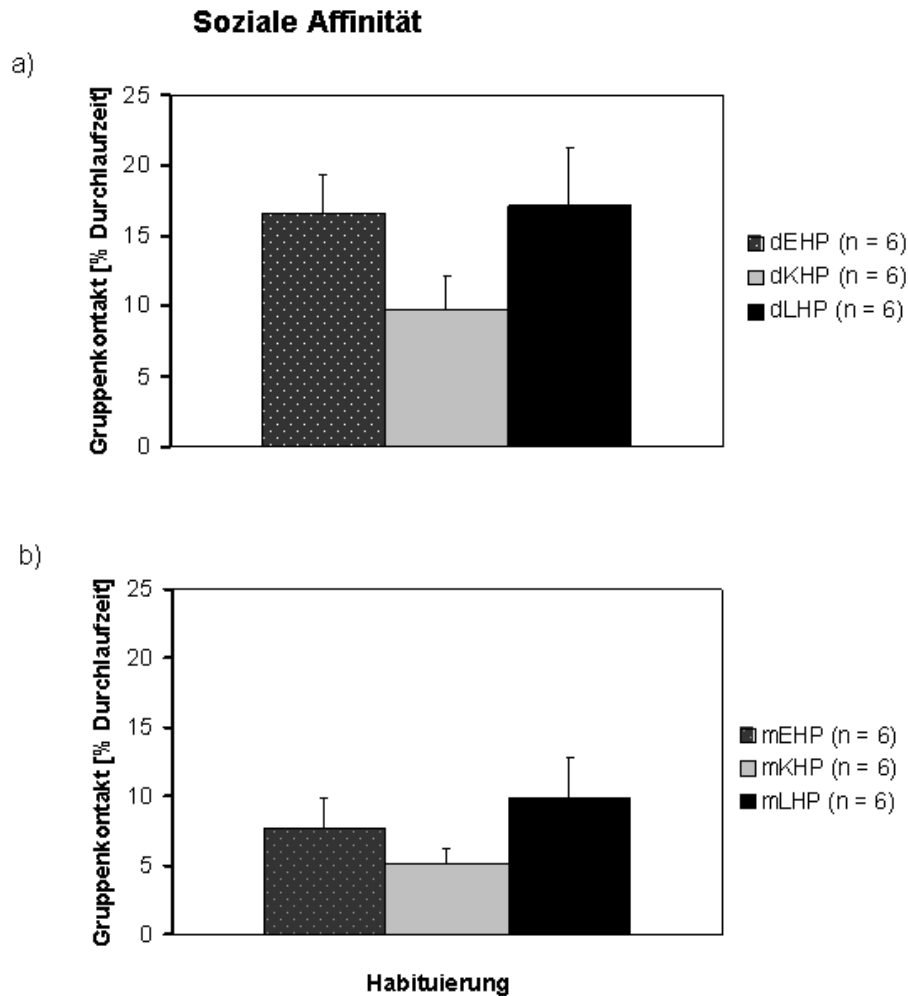 Soziale Affinität
a)
Gruppenkontakt [% Durchlaufzeit]
25
20
15
10
5
0
dEHP (n = 6)
dKHP (n = 6)
dLHP (n = 6)
b)
Gruppenkontakt [% Durchlaufzeit]
25
20
15
10
5
0
mEHP (n = 6)
mKHP (n = 6)
mLHP (n = 6)
Habituierung